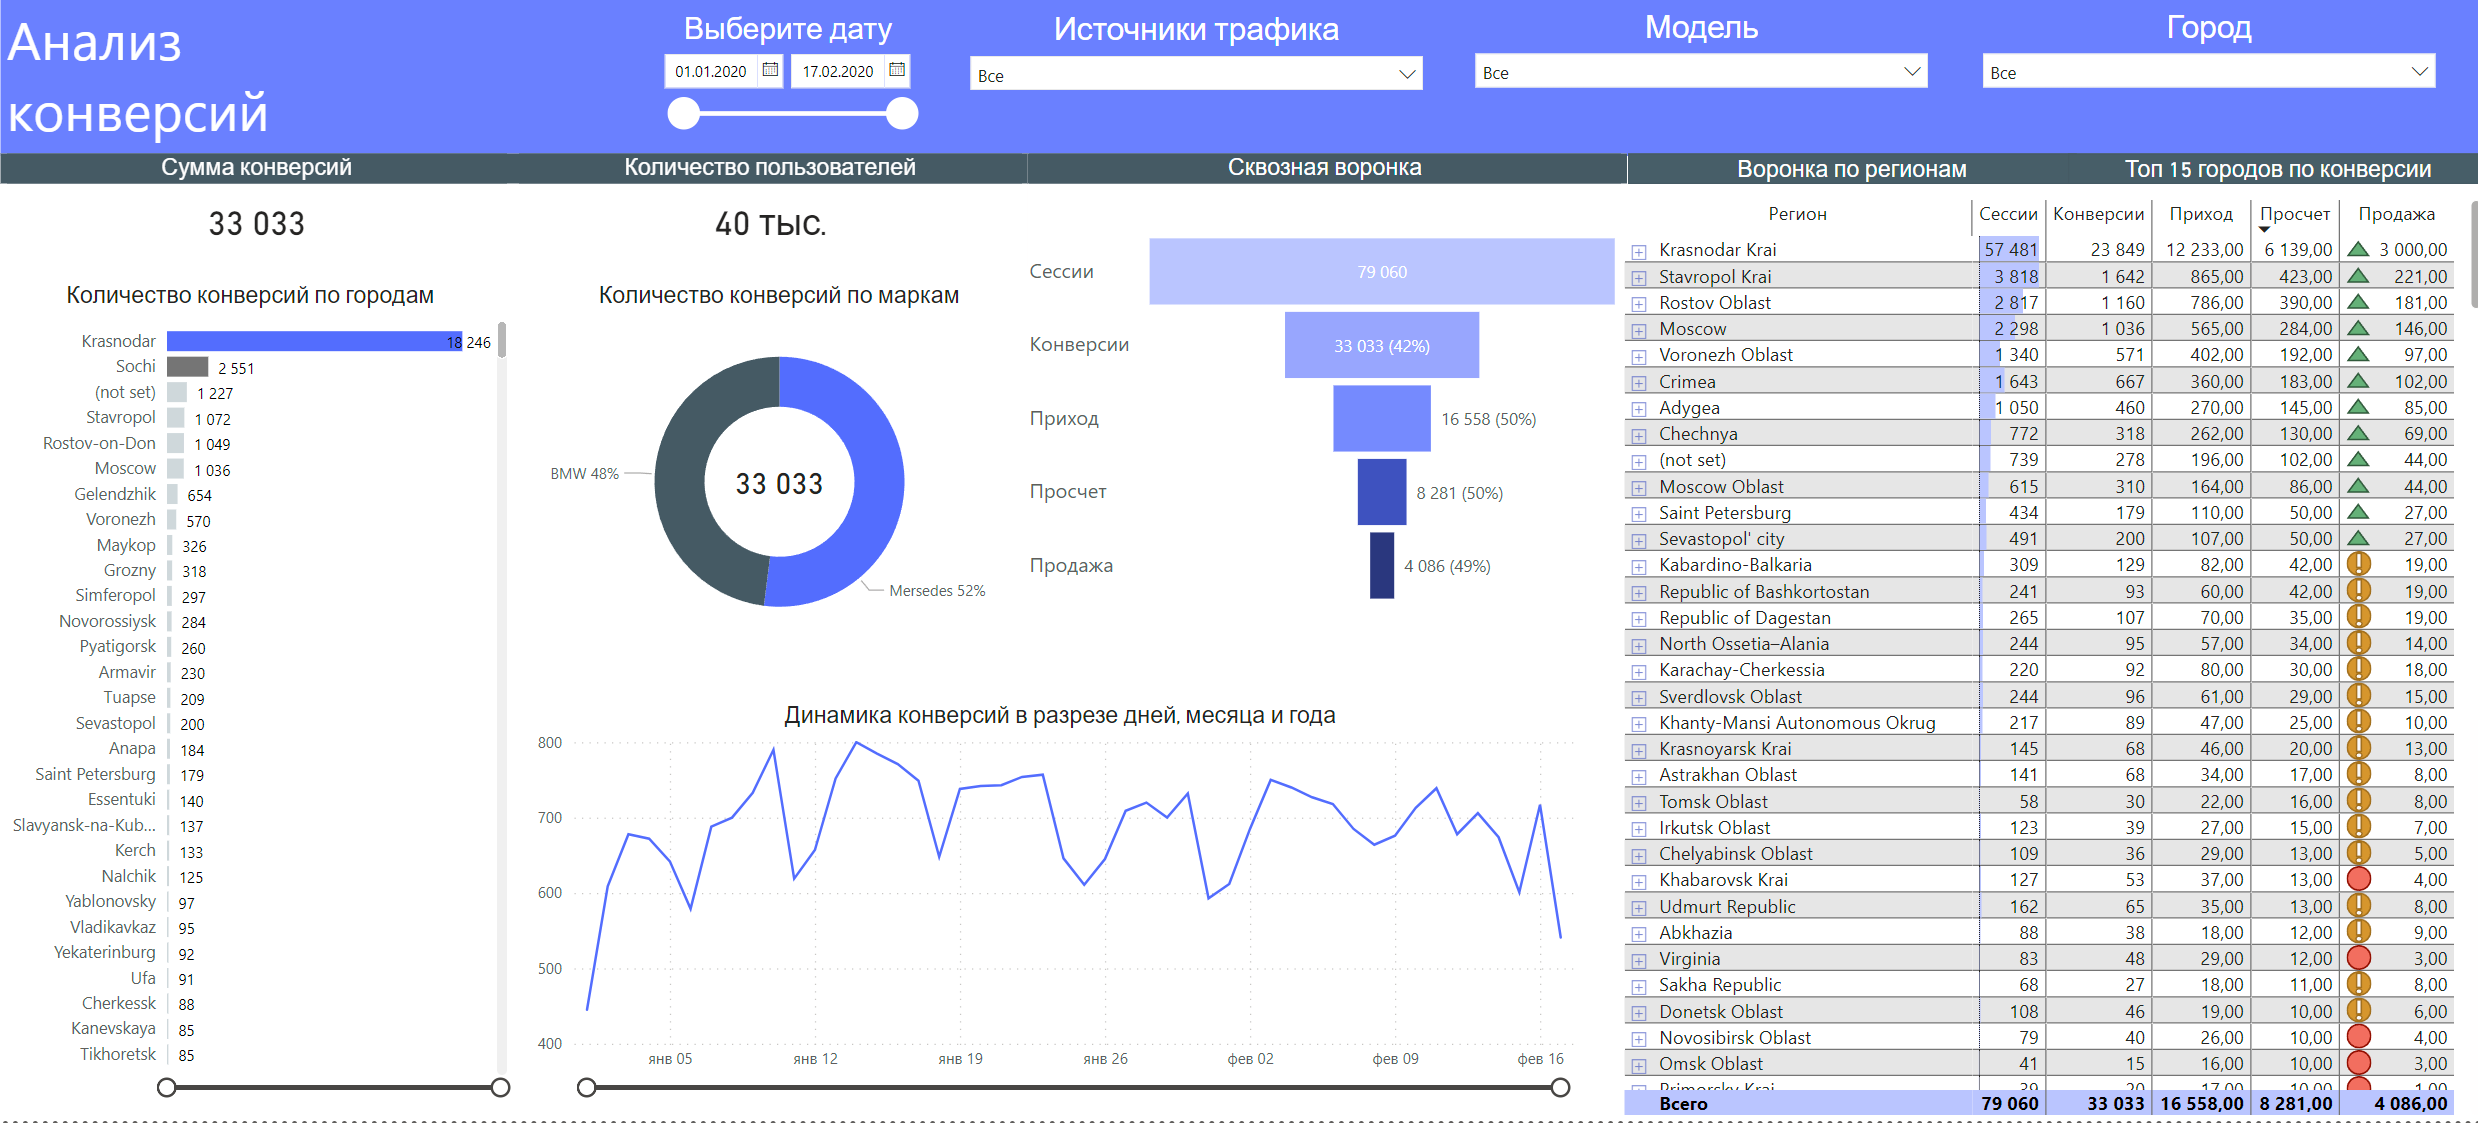 Анализ
конверсий
Выберите дату
01.01.2020 17.02.2020
Источники трафика
Все
Модель
Все
Город
Все
Сумма конверсий
33 033
Количество конверсий по городам
Krasnodar 18 246
Sochi 2 551
(not set) 1 227
Stavropol 1 072
Rostov-on-Don 1 049
Moscow 1 036
Gelendzhik 654
Voronezh 570
Maykop 326
Grozny 318
Simferopol 297
Novorossiysk 284
Pyatigorsk 260
Armavir 230
Tuapse 209
Sevastopol 200
Anapa 184
Saint Petersburg 179
Essentuki 140
Slavyansk-na-Kub... 137
Kerch 133
Nalchik 125
Yablonovsky 97
Vladikavkaz 95
Yekaterinburg 92
Ufa 91
Cherkessk 88
Kanevskaya 85
Tikhoretsk 85
Количество пользователей
40 тыс.
Количество конверсий по маркам
BMW 48%
33 033
Mersedes 52%
Сквозная воронка
Сессии 79 060
Конверсии 33 033 (42%)
Приход 16 558 (50%)
Просчет 8 281 (50%)
Продажа 4 086 (49%)
Динамика конверсий в разрезе дней, месяца и года
800
700
600
500
400
янв 05 янв 12 янв 19 янв 26 фев 02 фев 09 фев 16
Воронка по регионам Топ 15 городов по конверсии
Регион Сессии Конверсии Приход Просчет Продажа
Krasnodar Krai 57 481 23 849 12 233,00 6 139,00 3 000,00
Stavropol Krai 3 818 1 642 865,00 423,00 221,00
Rostov Oblast 2 817 1 160 786,00 390,00 181,00
Moscow 2 298 1 036 565,00 284,00 146,00
Voronezh Oblast 1 340 571 402,00 192,00 97,00
Crimea 1 643 667 360,00 183,00 102,00
Adygea 1 050 460 270,00 145,00 85,00
Chechnya 772 318 262,00 130,00 69,00
(not set) 739 278 196,00 102,00 44,00
Moscow Oblast 615 310 164,00 86,00 44,00
Saint Petersburg 434 179 110,00 50,00 27,00
Sevastopol' city 491 200 107,00 50,00 27,00
Kabardino-Balkaria 309 129 82,00 42,00 19,00
Republic of Bashkortostan 241 93 60,00 42,00 19,00
Republic of Dagestan 265 107 70,00 35,00 19,00
North Ossetia–Alania 244 95 57,00 34,00 14,00
Karachay-Cherkessia 220 92 80,00 30,00 18,00
Sverdlovsk Oblast 244 96 61,00 29,00 15,00
Khanty-Mansi Autonomous Okrug 217 89 47,00 25,00 10,00
Krasnoyarsk Krai 145 68 46,00 20,00 13,00
Astrakhan Oblast 141 68 34,00 17,00 8,00
Tomsk Oblast 58 30 22,00 16,00 8,00
Irkutsk Oblast 123 39 27,00 15,00 7,00
Chelyabinsk Oblast 109 36 29,00 13,00 5,00
Khabarovsk Krai 127 53 37,00 13,00 4,00
Udmurt Republic 162 65 35,00 13,00 8,00
Abkhazia 88 38 18,00 12,00 9,00
Virginia 83 48 29,00 12,00 3,00
Sakha Republic 68 27 18,00 11,00 8,00
Donetsk Oblast 108 46 19,00 10,00 6,00
Novosibirsk Oblast 79 40 26,00 10,00 4,00
Omsk Oblast 41 15 16,00 10,00 3,00
Primorsky Krai 39 20 17,00 10,00 1,00
Всего 79 060 33 033 16 558,00 8 281,00 4 086,00